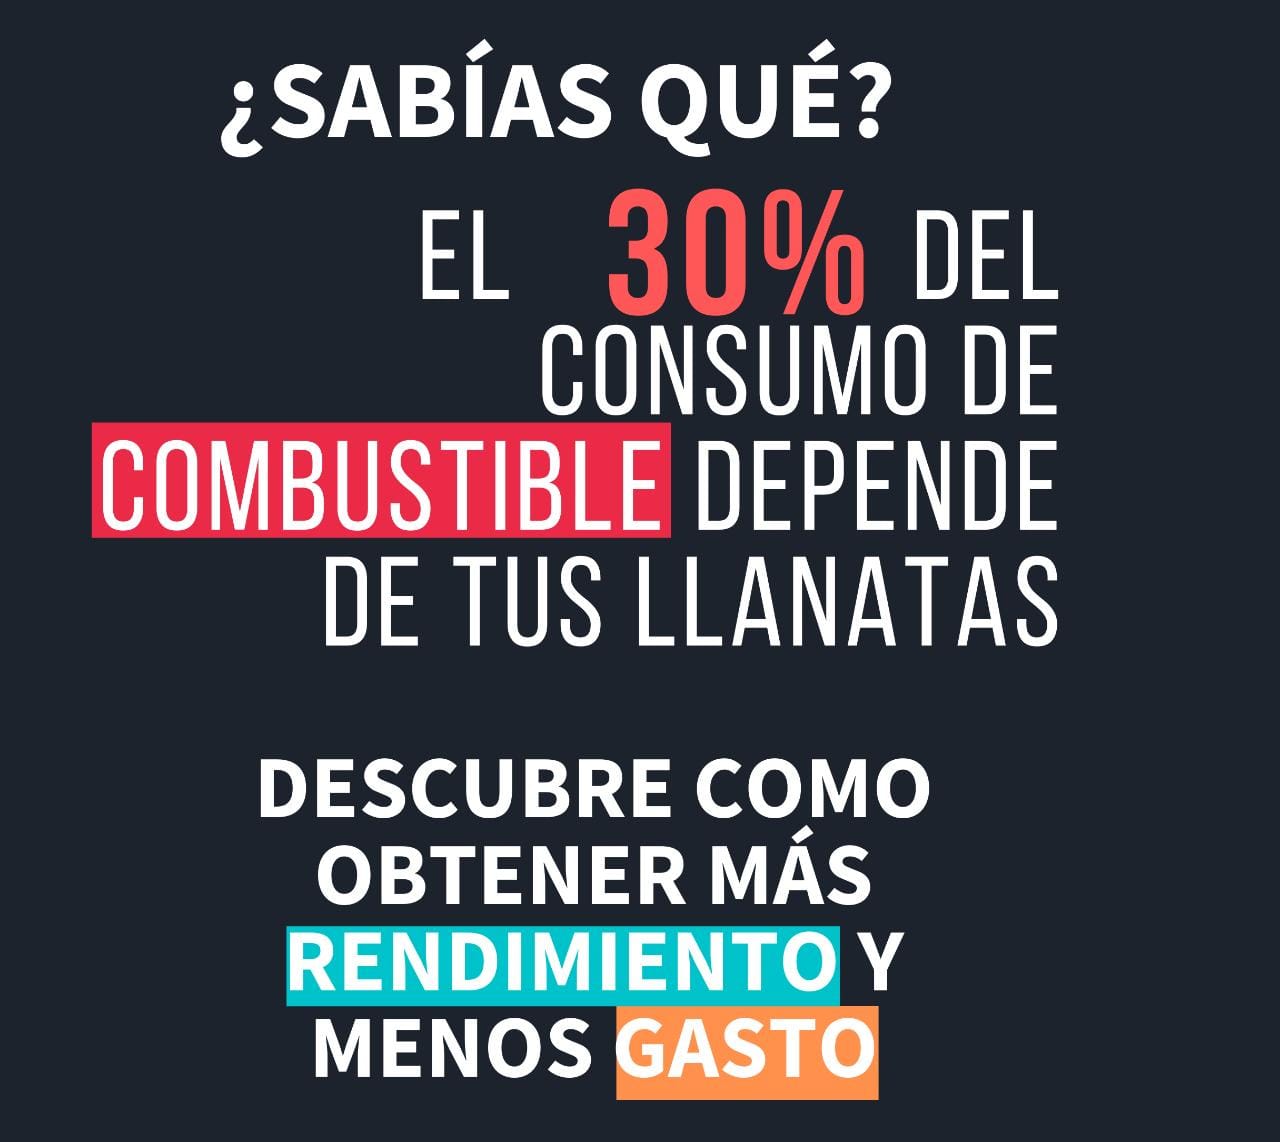 ¿SABÍAS QUÉ?
EL 30% DEL
CONSUMO DE
COMBUSTIBLE DEPENDE
DE TUS LLANATAS
DESCUBRE COMO
OBTENER MÁS
RENDIMIENTO Y
MENOS GASTO